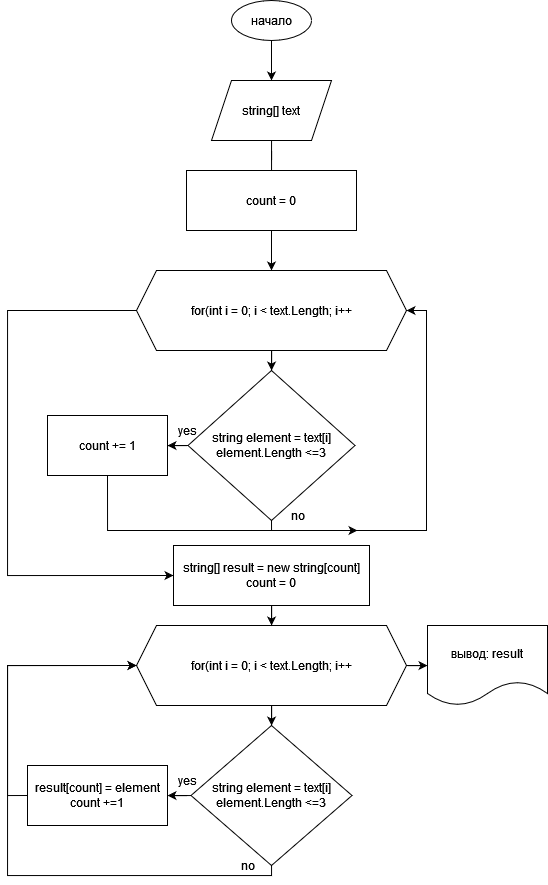 начало
string[] text
count = 0
for(int i = 0; i < text.Length; i++
string element = text[i]
element.Length <=3
yes
count += 1
no
string[] result = new string[count]
count = 0
for(int i = 0; i < text.Length; i++
вывод: result
string element = text[i]
element.Length <=3
yes
result[count] = element
count +=1
no